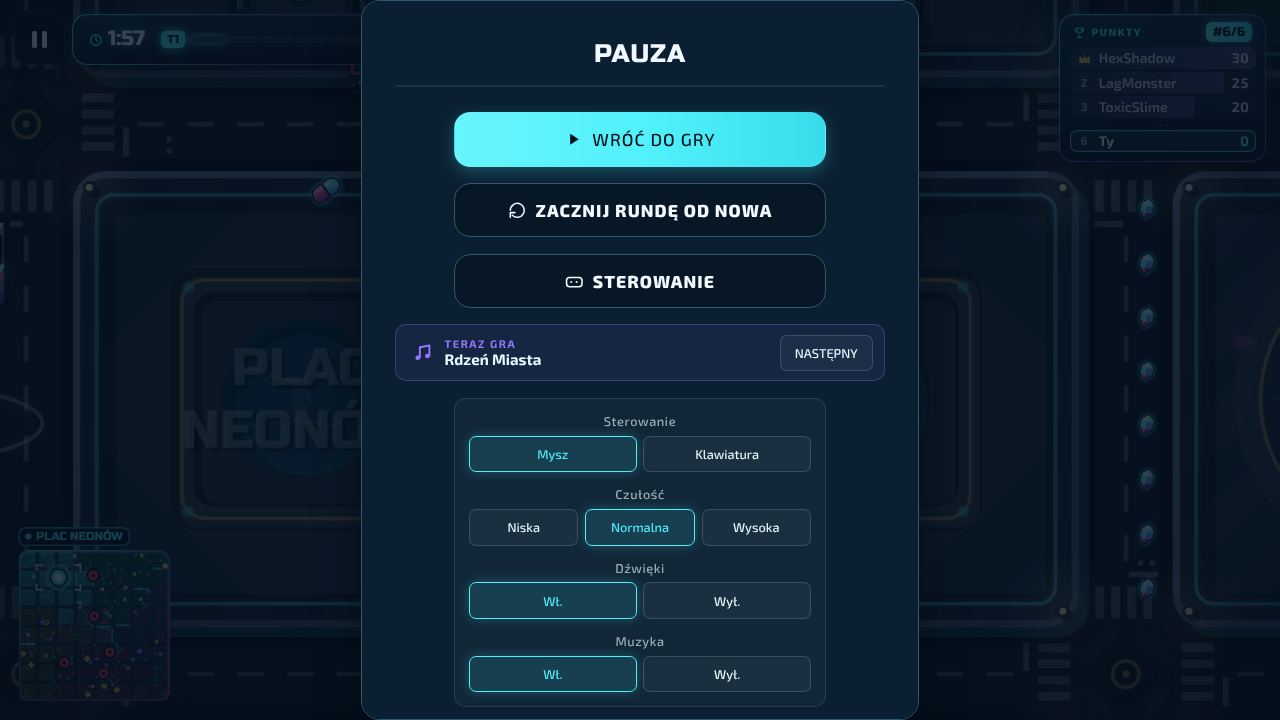 1:57
T1
PAUZA
WRÓĆ DO GRY
ZACZNIJ RUNDĘ OD NOWA
STEROWANIE
TERAZ GRA
Rdzeń Miasta
NASTĘPNY
Sterowanie
Mysz
Klawiatura
Czułość
Niska
Normalna
Wysoka
Dźwięki
Wł.
Wył.
Muzyka
Wł.
Wył.
PUNKTY
#6/6
HexShadow 30
2 LagMonster 25
3 ToxicSlime 20
...
6 Ty 0
PLAC
NEONÓ
PLAC NEONÓW